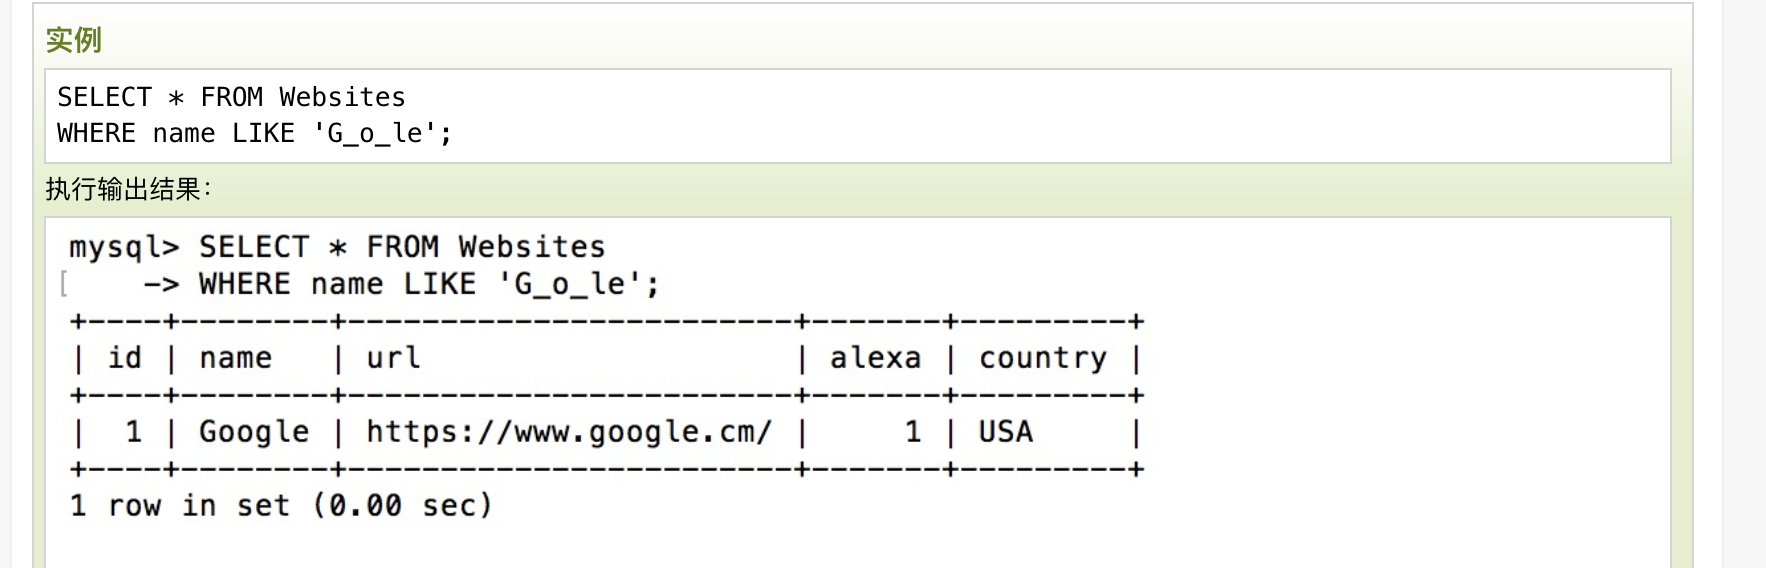 实例
SELECT * FROM Websites
WHERE name LIKE 'G_o_le';
执行输出结果：
mysql> SELECT * FROM Websites
[    -> WHERE name LIKE 'G_o_le';
+----+--------+------------------------+-------+---------+
| id | name   | url                    | alexa | country |
+----+--------+------------------------+-------+---------+
|  1 | Google | https://www.google.cm/ |     1 | USA     |
+----+--------+------------------------+-------+---------+
1 row in set (0.00 sec)